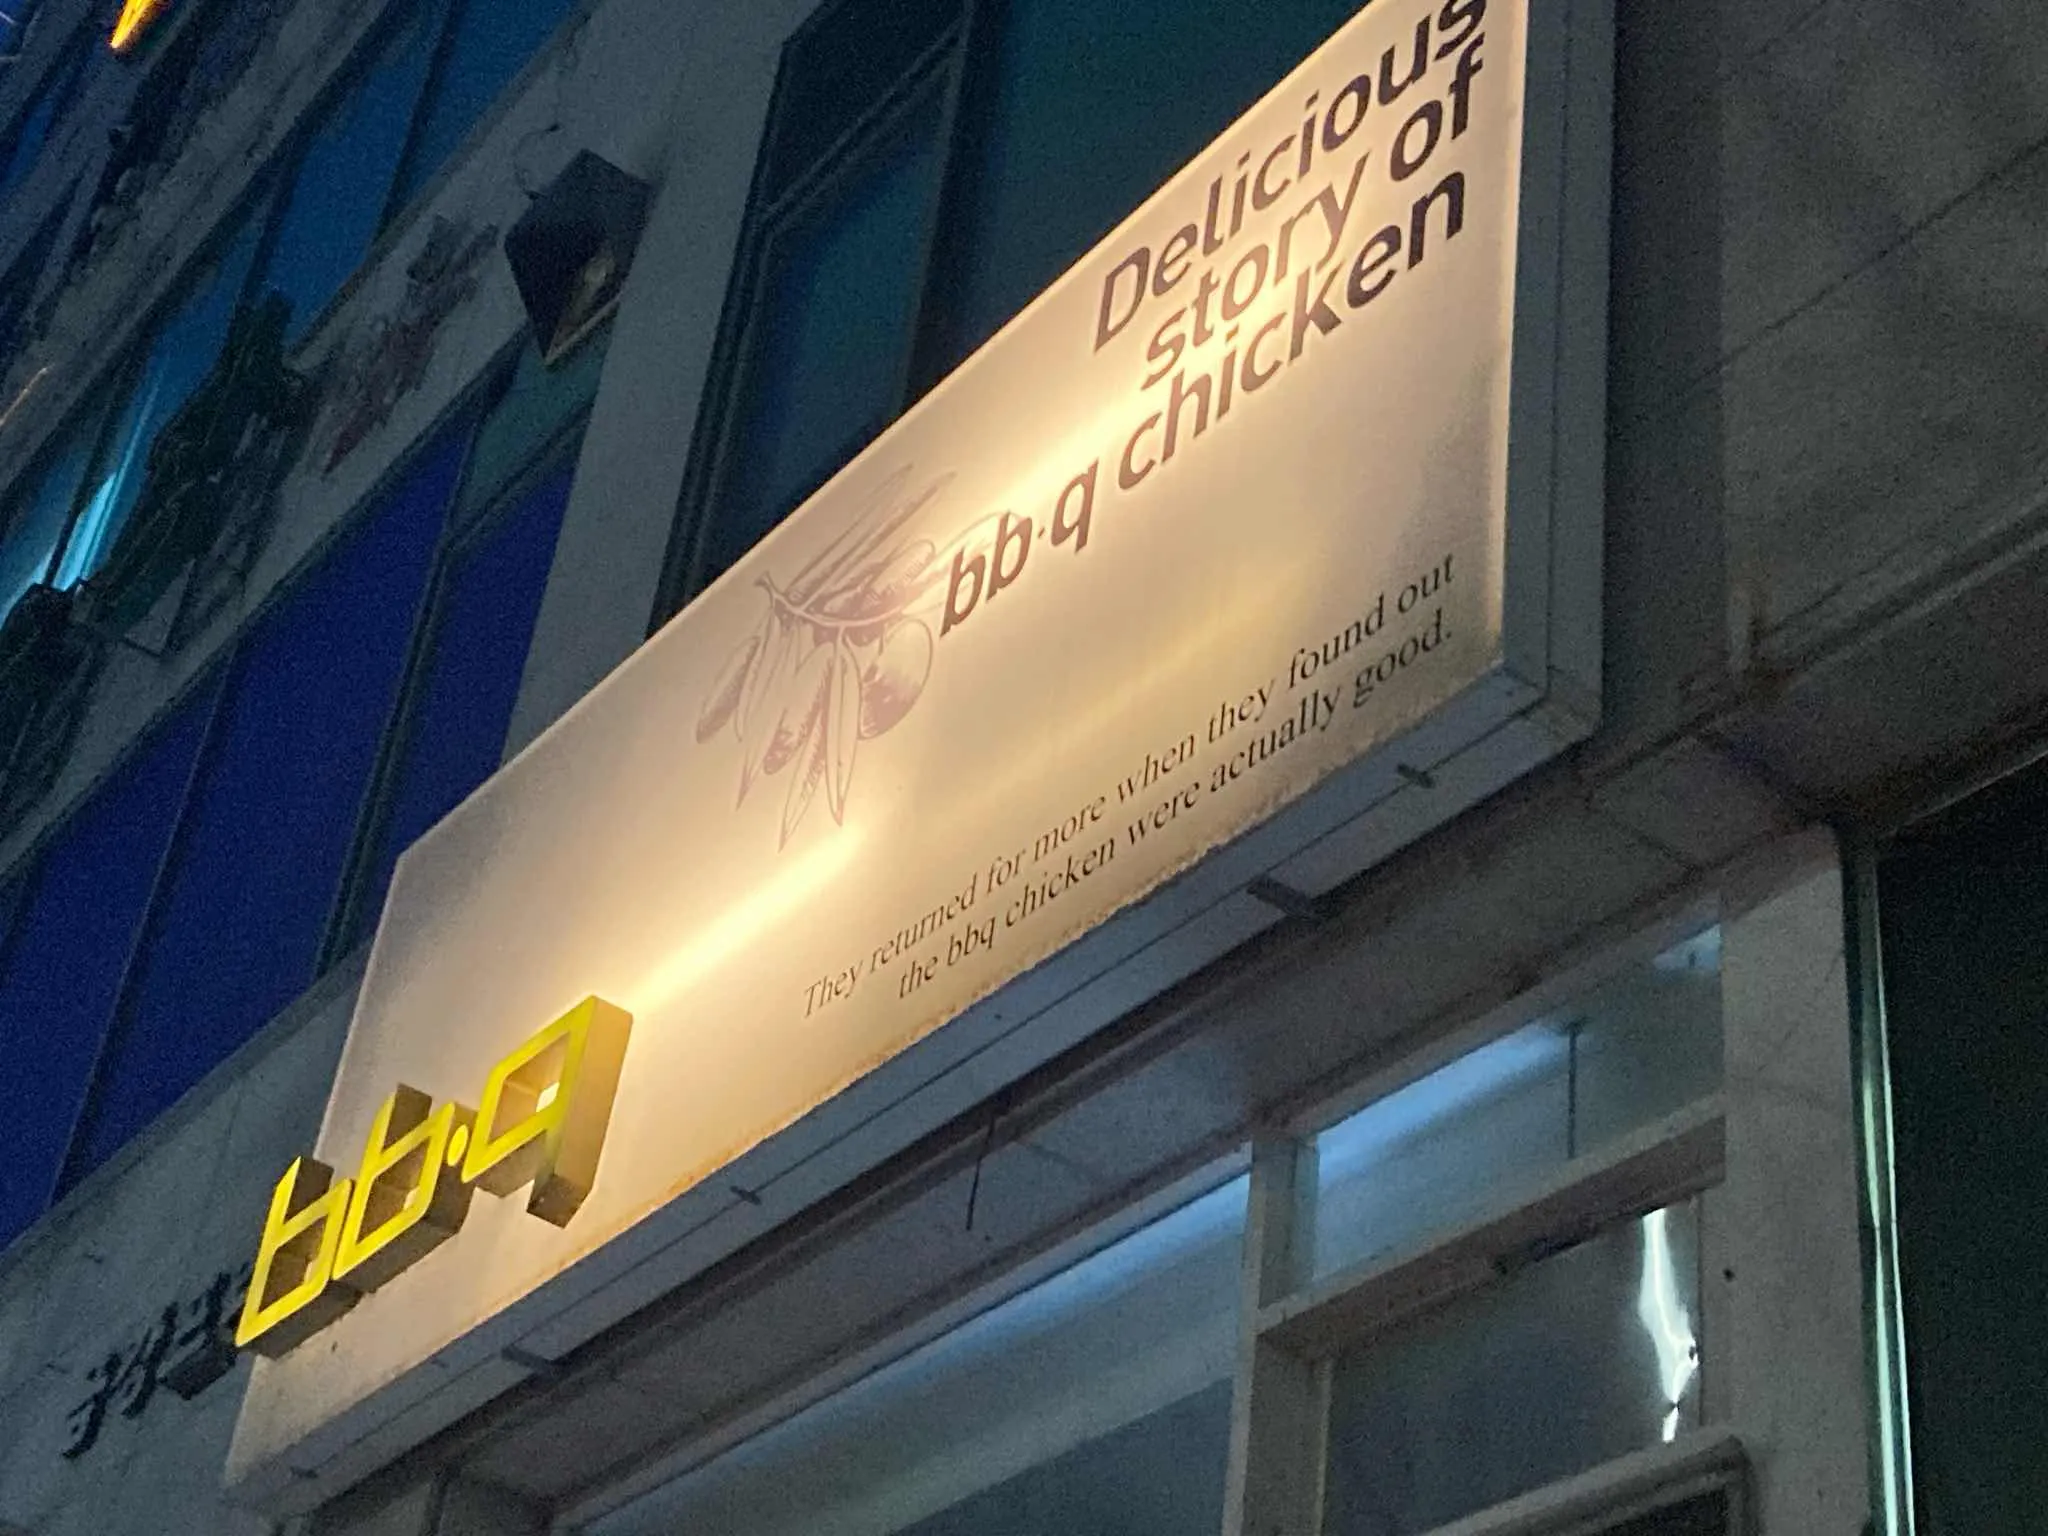 Delicious
story of
bb·q chicken
They returned for more when they found out
the bbq chicken were actually good.
bb·q